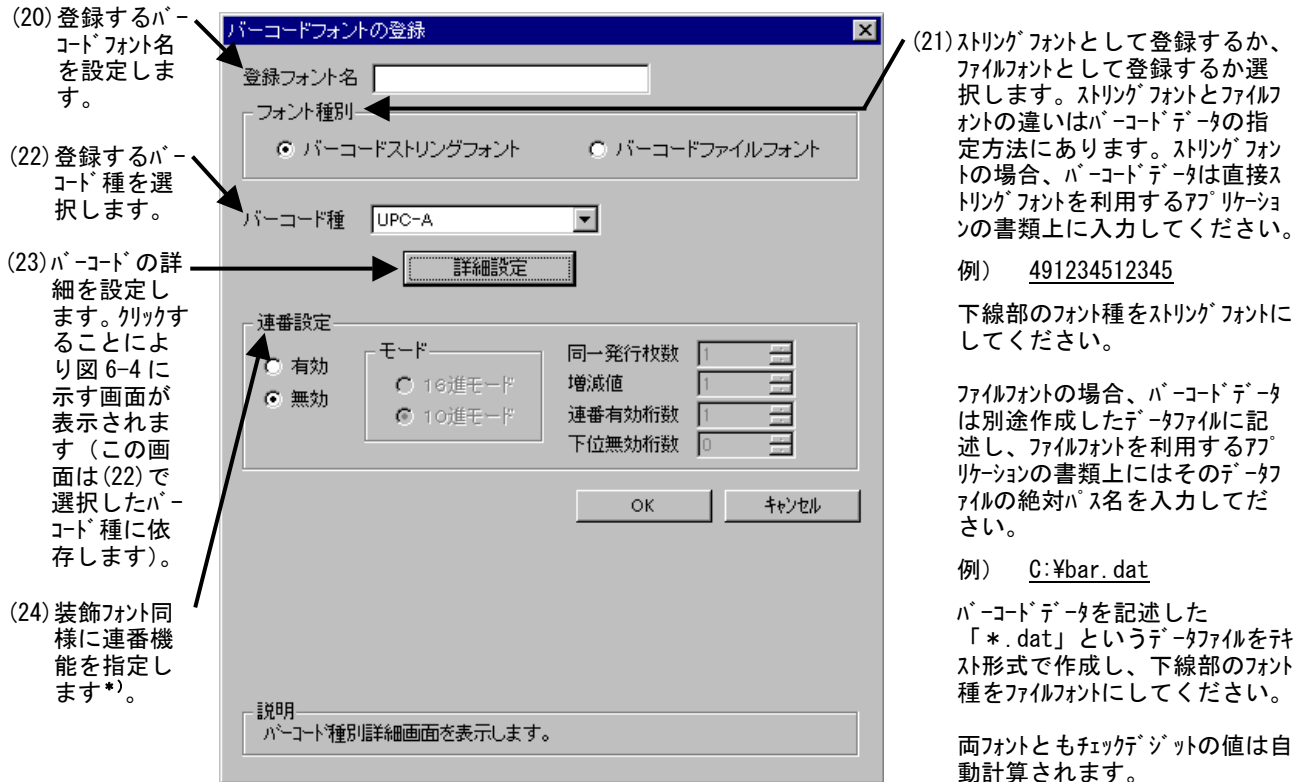 (20)登録するﾊﾞｰ
ｺｰﾄﾞﾌｫﾝﾄ名
を設定しま
す。
(22)登録するﾊﾞｰ
ｺｰﾄﾞ種を選
択します。
(23)ﾊﾞｰｺｰﾄﾞの詳
細を設定し
ます。ｸﾘｯｸす
ることによ
り図 6-4 に
示す画面が
表示されま
す（この画
面は(22)で
選択したﾊﾞｰ
ｺｰﾄﾞ種に依
存します）。
(24)装飾ﾌｫﾝﾄ同
様に連番機
能を指定し
ます*)。
バーコードフォントの登録
登録フォント名
フォント種別
バーコードストリングフォント バーコードファイルフォント
バーコード種 UPC-A
詳細設定
連番設定
有効
無効
モード
16進モード
10進モード
同一発行枚数 1
増減値 1
連番有効桁数 1
下位無効桁数 0
OK ｷｬﾝｾﾙ
説明
ﾊﾞｰｺｰﾄﾞ種別詳細画面を表示します。
(21)ｽﾄﾘﾝｸﾞﾌｫﾝﾄとして登録するか、
ﾌｧｲﾙﾌｫﾝﾄとして登録するか選
択します。ｽﾄﾘﾝｸﾞﾌｫﾝﾄとﾌｧｲﾙﾌ
ｫﾝﾄの違いはﾊﾞｰｺｰﾄﾞﾃﾞｰﾀの指
定方法にあります。ｽﾄﾘﾝｸﾞﾌｫﾝ
ﾄの場合、ﾊﾞｰｺｰﾄﾞﾃﾞｰﾀは直接ｽ
ﾄﾘﾝｸﾞﾌｫﾝﾄを利用するｱﾌﾟﾘｹｰｼｮ
ﾝの書類上に入力してください。
例） 491234512345
下線部のﾌｫﾝﾄ種をｽﾄﾘﾝｸﾞﾌｫﾝﾄに
してください。
ﾌｧｲﾙﾌｫﾝﾄの場合、ﾊﾞｰｺｰﾄﾞﾃﾞｰﾀ
は別途作成したﾃﾞｰﾀﾌｧｲﾙに記
述し、ﾌｧｲﾙﾌｫﾝﾄを利用するｱﾌﾟ
ﾘｹｰｼｮﾝの書類上にはそのﾃﾞｰﾀﾌ
ｧｲﾙの絶対ﾊﾟｽ名を入力してだ
さい。
例） C:¥bar.dat
ﾊﾞｰｺｰﾄﾞﾃﾞｰﾀを記述した
「*.dat」というﾃﾞｰﾀﾌｧｲﾙをﾃｷ
ｽﾄ形式で作成し、下線部のﾌｫﾝﾄ
種をﾌｧｲﾙﾌｫﾝﾄにしてください。
両ﾌｫﾝﾄともﾁｪｯｸﾃﾞｼﾞｯﾄの値は自
動計算されます。